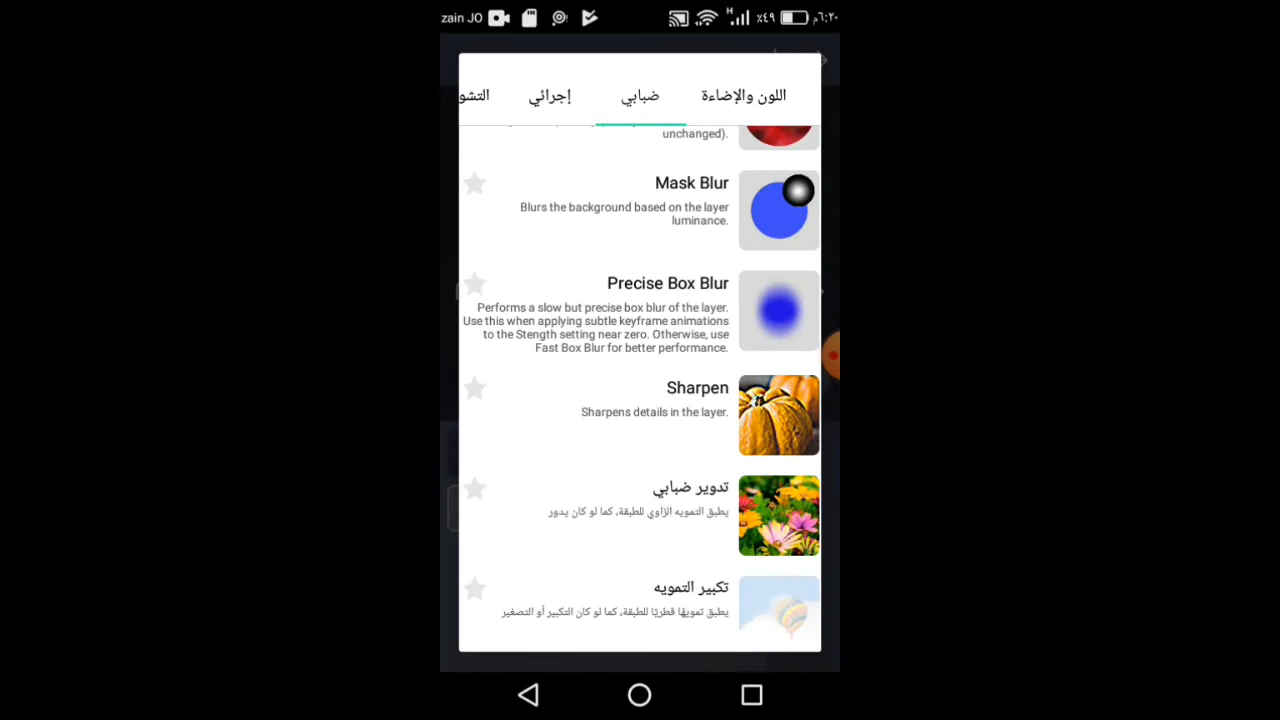 zain JO
H
٪٤٩
٦:٢٠م
اللون والإضاءة
ضبابي
إجرائي
التشو
unchanged).
Mask Blur
Blurs the background based on the layer
luminance.
Precise Box Blur
Performs a slow but precise box blur of the layer.
Use this when applying subtle keyframe animations
to the Stength setting near zero. Otherwise, use
Fast Box Blur for better performance.
Sharpen
Sharpens details in the layer.
تدوير ضبابي
يطبق التمويه الزاوي للطبقة، كما لو كان يدور
تكبير التمويه
يطبق تمويهًا قطريًا للطبقة، كما لو كان التكبير أو التصغير